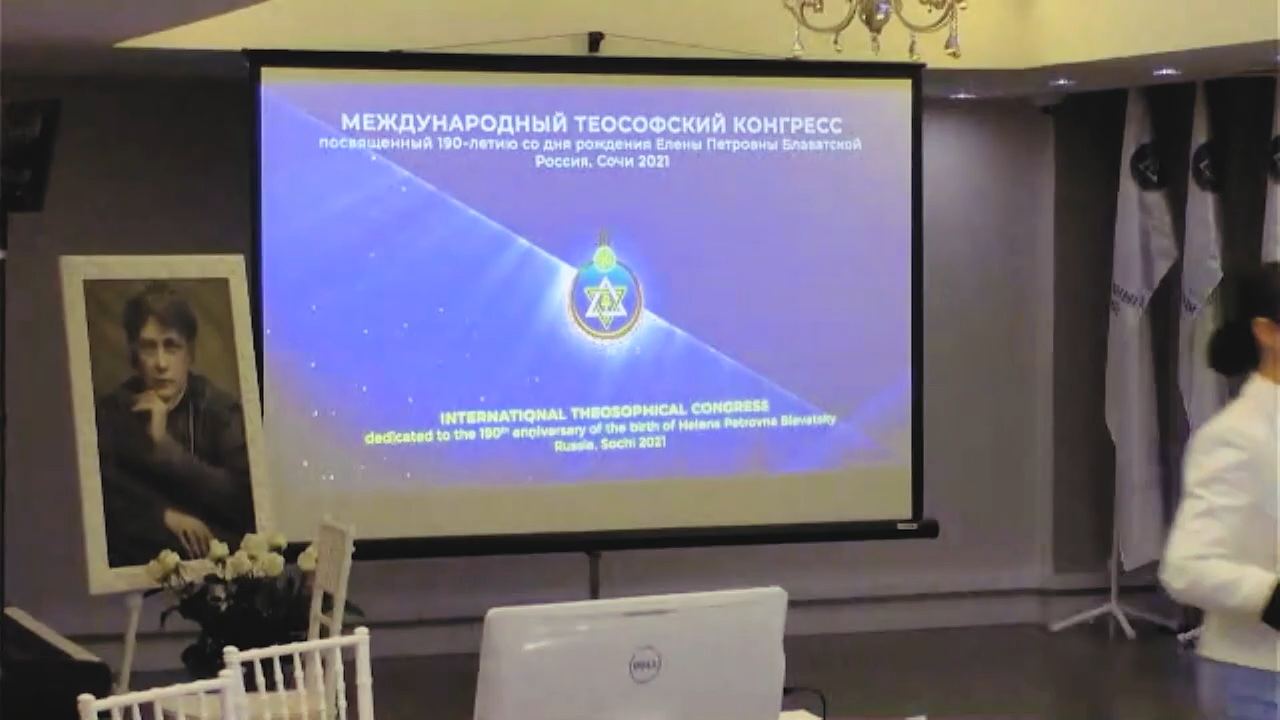 МЕЖДУНАРОДНЫЙ ТЕОСОФСКИЙ КОНГРЕСС
посвященный 190-летию со дня рождения Елены Петровны Блаватской
Россия, Сочи 2021
INTERNATIONAL THEOSOPHICAL CONGRESS
dedicated to the 190th anniversary of the birth of Helena Petrovna Blavatsky
Russia, Sochi 2021
DELL